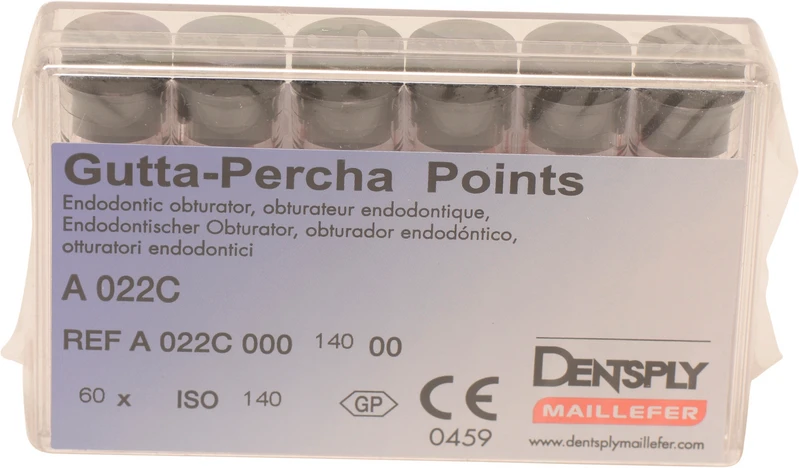 Gutta-Percha Points
Endodontic obturator, obturateur endodontique,
Endodontischer Obturator, obturador endodóntico,
otturatori endodontici
A 022C
REF A 022C 000 140 00
60 x ISO 140
GP
CE
0459
DENTSPLY
MAILLEFER
www.dentsplymaillefer.com